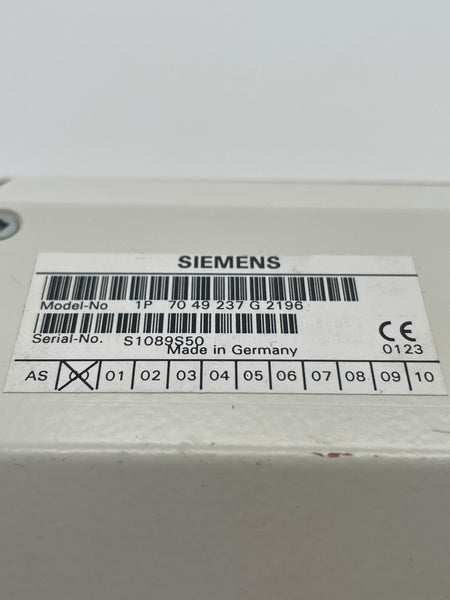 SIEMENS
Model-No 1P 70 49 237 G 2196
Serial-No. S1089S50
Made in Germany
CE
0123
AS 00 01 02 03 04 05 06 07 08 09 10